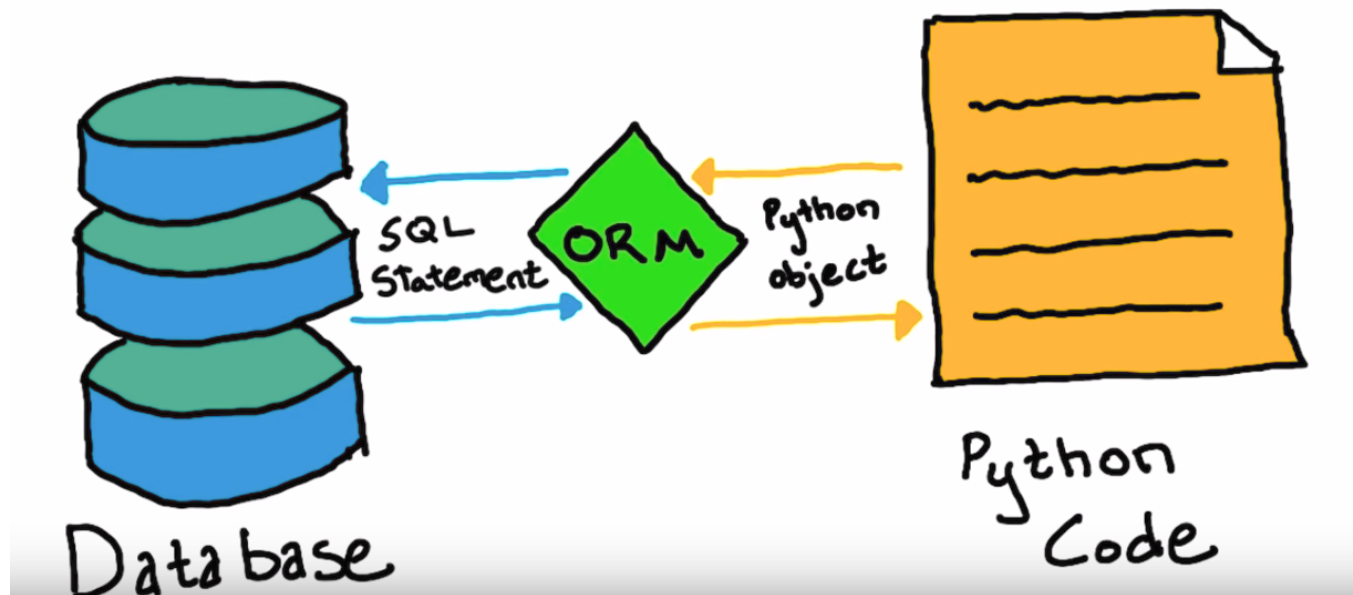 SQL
Statement
ORM
Python
object
Database
Python
Code